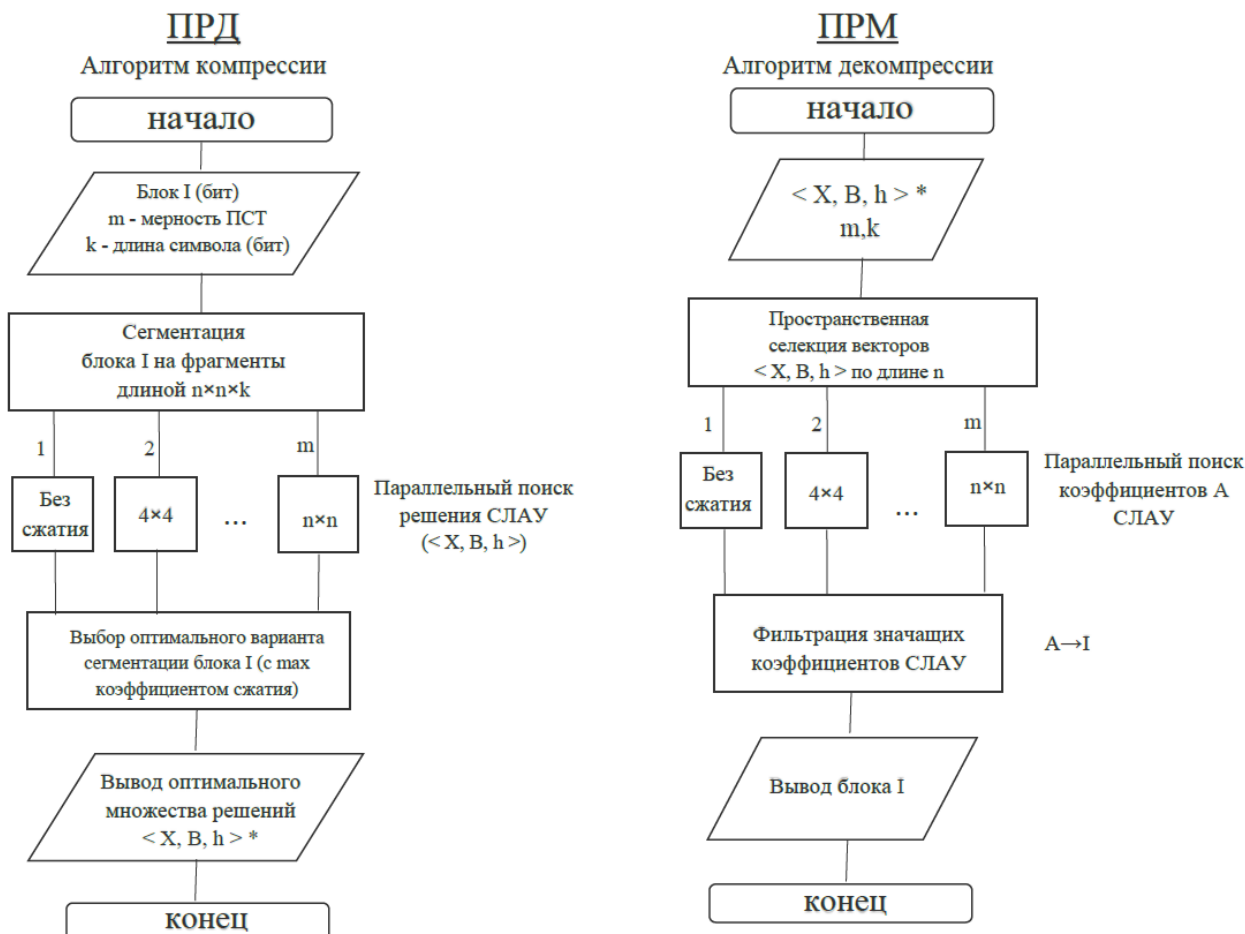 ПРД
Алгоритм компрессии
начало
Блок I (бит)
m - мерность ПСТ
k - длина символа (бит)
Сегментация
блока I на фрагменты
длиной n×n×k
1
2
m
Без
сжатия
4×4
...
n×n
Параллельный поиск
решения СЛАУ
(< X, B, h >)
Выбор оптимального варианта
сегментации блока I (с max
коэффициентом сжатия)
Вывод оптимального
множества решений
< X, B, h > *
конец
ПРМ
Алгоритм декомпрессии
начало
< X, B, h > *
m,k
Пространственная
селекция векторов
< X, B, h > по длине n
1
2
m
Без
сжатия
4×4
...
n×n
Параллельный поиск
коэффициентов А
СЛАУ
Фильтрация значащих
коэффициентов СЛАУ
А→I
Вывод блока I
конец